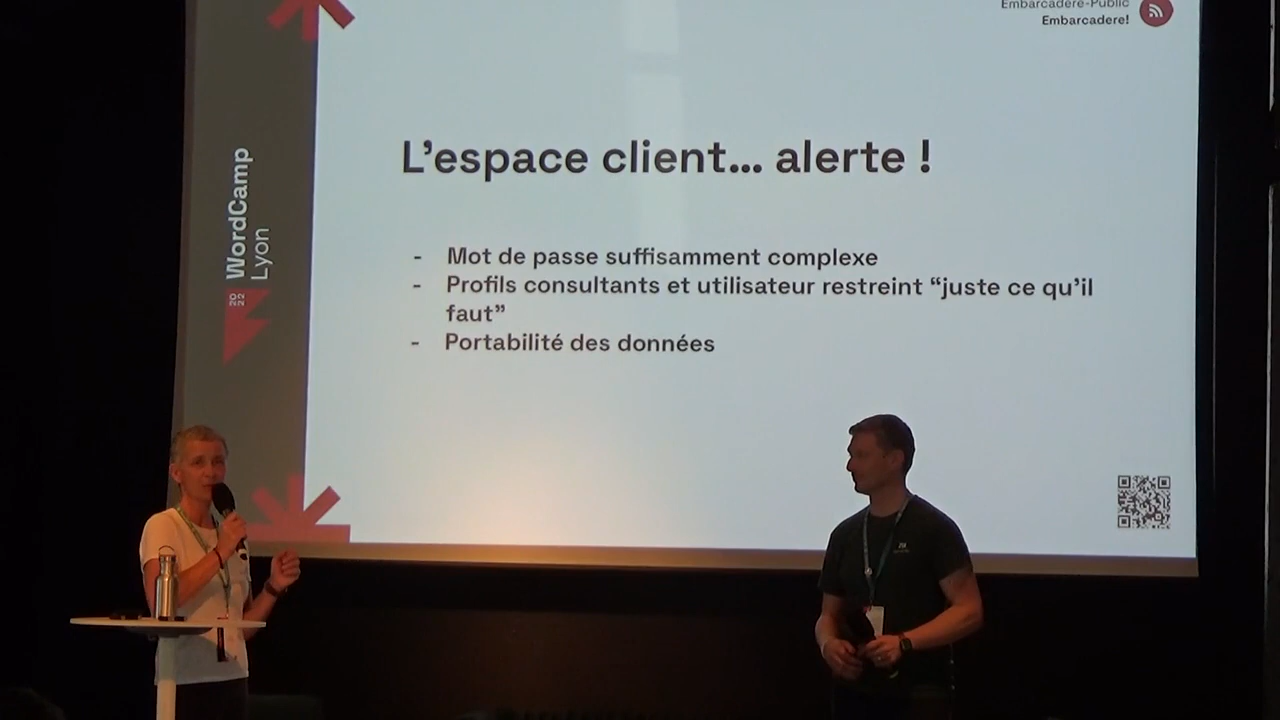 Embarcadere-Public
Embarcadere!
L’espace client... alerte !
- Mot de passe suffisamment complexe
- Profils consultants et utilisateur restreint “juste ce qu’il
faut”
- Portabilité des données
2022
WordCamp
Lyon